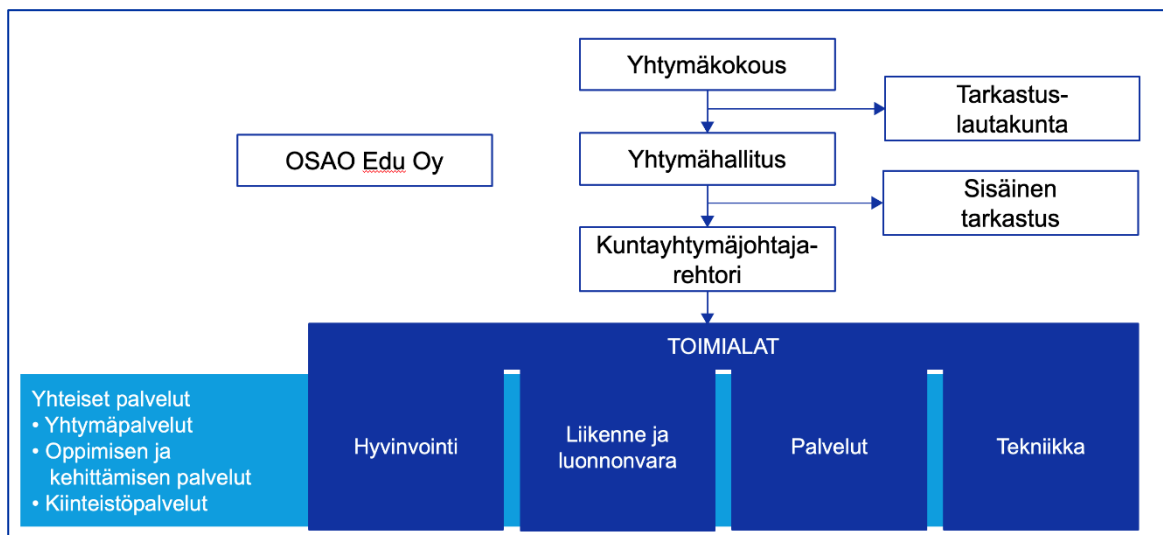 Yhtymäkokous
Tarkastus-
lautakunta
OSAO Edu Oy
Yhtymähallitus
Sisäinen
tarkastus
Kuntayhtymäjohtaja-
rehtori
TOIMIALAT
Yhteiset palvelut
• Yhtymäpalvelut
• Oppimisen ja
kehittämisen palvelut
• Kiinteistöpalvelut
Hyvinvointi
Liikenne ja
luonnonvara
Palvelut
Tekniikka